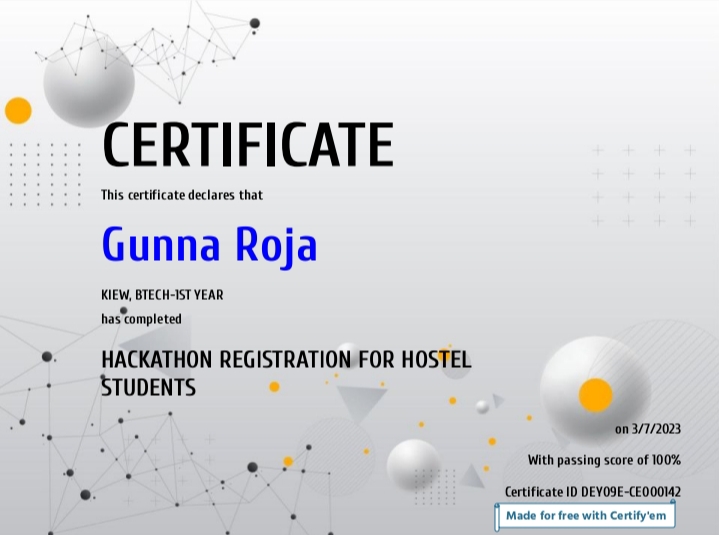 CERTIFICATE
This certificate declares that
Gunna Roja
KIEW, BTECH-1ST YEAR
has completed
HACKATHON REGISTRATION FOR HOSTEL
STUDENTS
on 3/7/2023
With passing score of 100%
Certificate ID DEY09E-CE000142
Made for free with Certify'em